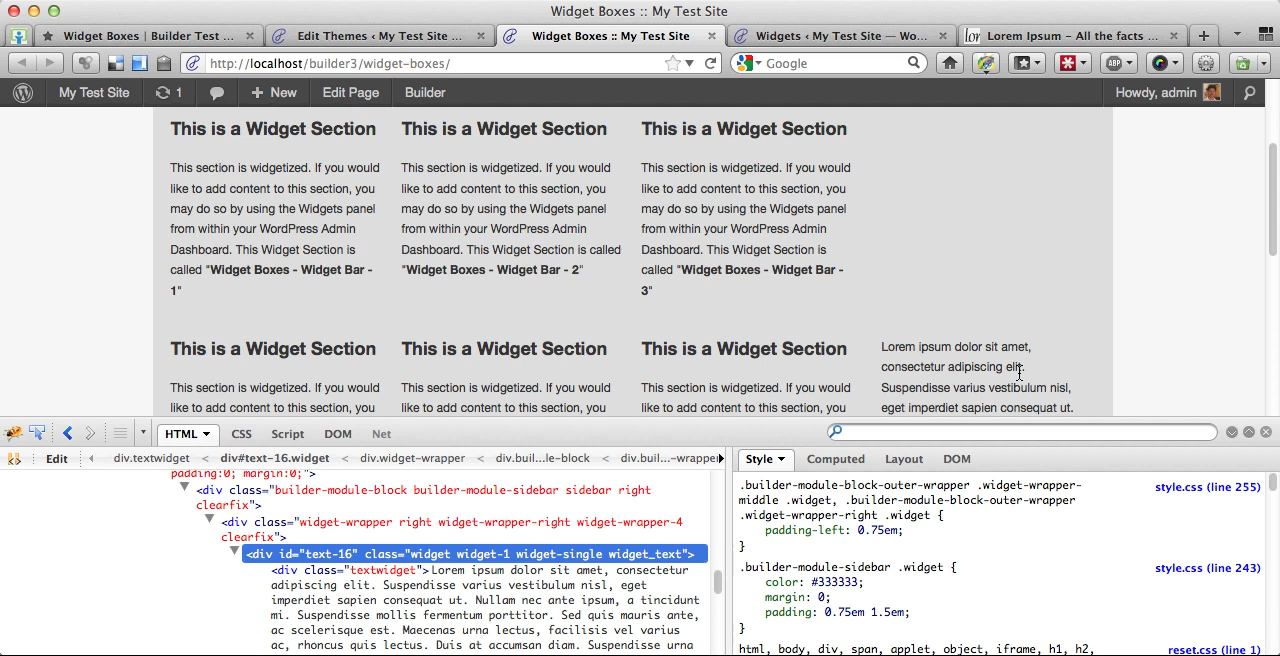 Widget Boxes :: My Test Site
Widget Boxes | Builder Test ...
Edit Themes ‹ My Test Site ...
Widget Boxes :: My Test Site
Widgets ‹ My Test Site — Wo...
Lorem Ipsum - All the facts ...
http://localhost/builder3/widget-boxes/
Google
ABP
My Test Site
1
New
Edit Page
Builder
Howdy, admin
This is a Widget Section
This section is widgetized. If you would
like to add content to this section, you
may do so by using the Widgets panel
from within your WordPress Admin
Dashboard. This Widget Section is
called "Widget Boxes - Widget Bar -
1"
This is a Widget Section
This section is widgetized. If you would
like to add content to this section, you
may do so by using the Widgets panel
from within your WordPress Admin
Dashboard. This Widget Section is called
"Widget Boxes - Widget Bar - 2"
This is a Widget Section
This section is widgetized. If you would
like to add content to this section, you
may do so by using the Widgets panel
from within your WordPress Admin
Dashboard. This Widget Section is
called "Widget Boxes - Widget Bar -
3"
This is a Widget Section
This section is widgetized. If you would
like to add content to this section, you
This is a Widget Section
This section is widgetized. If you would
like to add content to this section, you
This is a Widget Section
This section is widgetized. If you would
like to add content to this section, you
Lorem ipsum dolor sit amet,
consectetur adipiscing elit.
Suspendisse varius vestibulum nisl,
eget imperdiet sapien consequat ut.
HTML
CSS
Script
DOM
Net
Edit
div.textwidget < div#text-16.widget < div.widget-wrapper < div.buil...le-block < div.buil...-wrapper
padding:0; margin:0;">
<div class="builder-module-block builder-module-sidebar sidebar right
clearfix">
<div class="widget-wrapper right widget-wrapper-right widget-wrapper-4
clearfix">
<div id="text-16" class="widget widget-1 widget-single widget_text">
<div class="textwidget">Lorem ipsum dolor sit amet, consectetur
adipiscing elit. Suspendisse varius vestibulum nisl, eget
imperdiet sapien consequat ut. Nullam nec ante ipsum, a tincidunt
mi. Suspendisse mollis fermentum porttitor. Sed quis mauris ante,
ac scelerisque est. Maecenas urna lectus, facilisis vel varius
ac, rhoncus quis lectus. Duis at accumsan diam. Suspendisse urna
Style
Computed
Layout
DOM
.builder-module-block-outer-wrapper .widget-wrapper-
style.css (line 255)
middle .widget, .builder-module-block-outer-wrapper
.widget-wrapper-right .widget {
padding-left: 0.75em;
}
.builder-module-sidebar .widget {
style.css (line 243)
color: #333333;
margin: 0;
padding: 0.75em 1.5em;
}
html, body, div, span, applet, object, iframe, h1, h2,
reset.css (line 1)